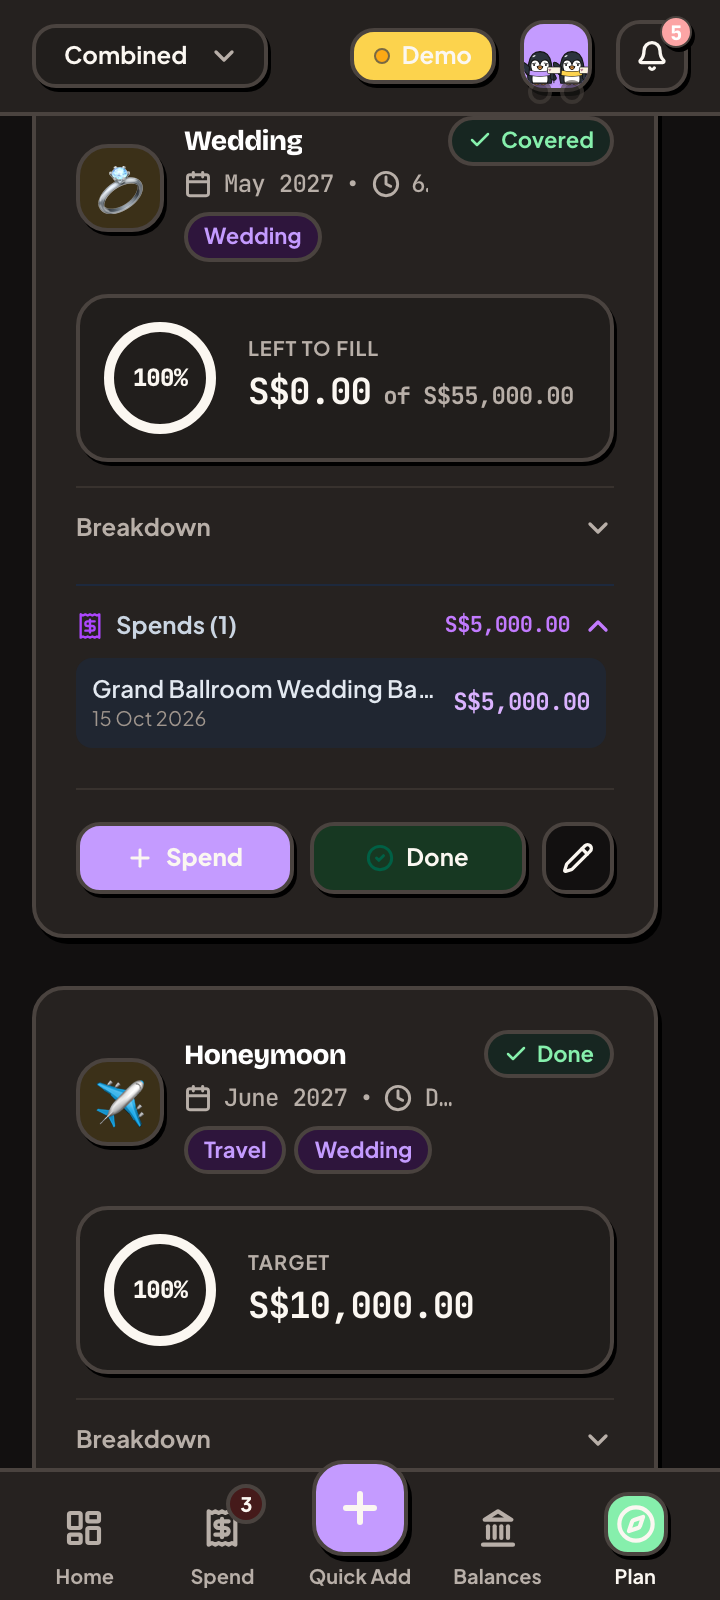 Combined
Demo
5
Wedding
Covered
May 2027 • 6.
Wedding
100%
LEFT TO FILL
S$0.00 of S$55,000.00
Breakdown
Spends (1)
S$5,000.00
Grand Ballroom Wedding Ba...
S$5,000.00
15 Oct 2026
Spend
Done
Honeymoon
Done
June 2027 • D...
Travel
Wedding
100%
TARGET
S$10,000.00
Breakdown
3
Home
Spend
Quick Add
Balances
Plan